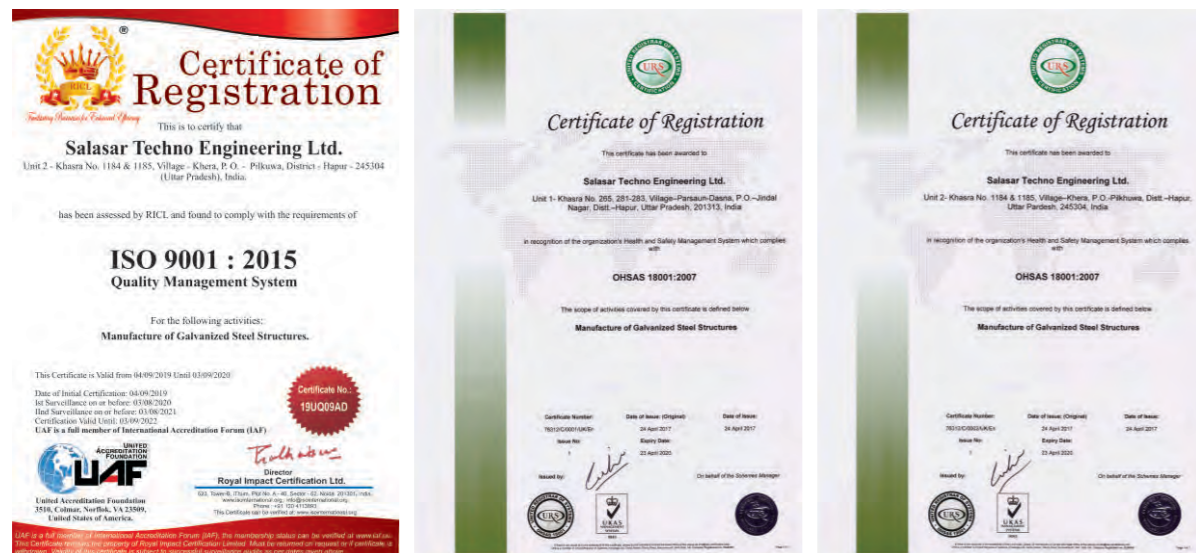 ®
RICL
Certificate of
Registration
This is to certify that
Salasar Techno Engineering Ltd.
Unit 2 - Khasra No. 1184 & 1185, Village - Khera, P. O. - Pilkuwa, District - Hapur - 245304
(Uttar Pradesh), India.
has been assessed by RICL and found to comply with the requirements of
ISO 9001 : 2015
Quality Management System
For the following activities:
Manufacture of Galvanized Steel Structures.
This Certificate is Valid from 04/09/2019 Until 03/09/2020
Date of Initial Certification: 04/09/2019
Ist Surveillance on or before: 03/08/2020
IInd Surveillance on or before: 03/08/2021
Certification Valid Until: 03/09/2022
UAF is a full member of International Accreditation Forum (IAF)
Certificate No.:
19UQ09AD
UNITED
ACCREDITATION
FOUNDATION
UAF
United Accreditation Foundation
3510, Colmar, Norflok, VA 23509,
United States of America.
Director
Royal Impact Certification Ltd.
This Certificate can be verified at
URS
Certificate of Registration
This certificate has been awarded to
Salasar Techno Engineering Ltd.
Unit 1- Khasra No. 265, 281-283, Village–Parsaun-Dasna, P.O.–Jindal
Nagar, Distt.–Hapur, Uttar Pradesh, 201313, India
in recognition of the organization's Health and Safety Management System which complies
with
OHSAS 18001:2007
The scope of activities covered by this certificate is defined below
Manufacture of Galvanized Steel Structures
Certificate Number: Date of Issue: (Original) Date of Issue:
24 April 2017 24 April 2017
Issue No: Expiry Date:
1 23 April 2020
Issued by: On behalf of the Schemes Manager
URS
UKAS
URS
Certificate of Registration
This certificate has been awarded to
Salasar Techno Engineering Ltd.
Unit 2- Khasra No. 1184 & 1185, Village–Khera, P.O.-Pilkhuwa, Distt.–Hapur,
Uttar Pardesh, 245304, India
in recognition of the organization's Health and Safety Management System which complies
with
OHSAS 18001:2007
The scope of activities covered by this certificate is defined below
Manufacture of Galvanized Steel Structures
Certificate Number: Date of Issue: (Original) Date of Issue:
24 April 2017 24 April 2017
Issue No: Expiry Date:
1 23 April 2020
Issued by: On behalf of the Schemes Manager
URS
UKAS